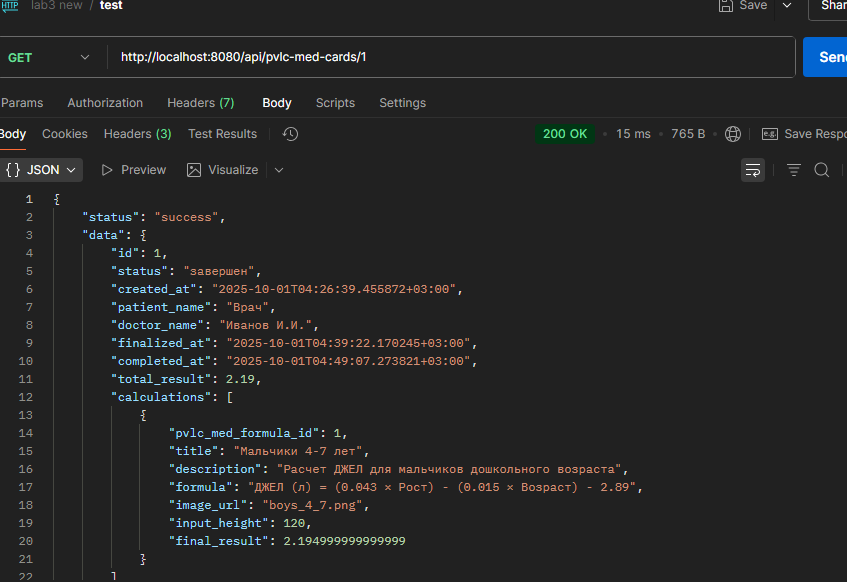 HTTP lab3 new / test Save
GET http://localhost:8080/api/pvlc-med-cards/1
Params Authorization Headers (7) Body Scripts Settings
Body Cookies Headers (3) Test Results 200 OK • 15 ms • 765 B e.g. Save
{} JSON Preview Visualize
1 {
2 "status": "success",
3 "data": {
4 "id": 1,
5 "status": "завершен",
6 "created_at": "2025-10-01T04:26:39.455872+03:00",
7 "patient_name": "Врач",
8 "doctor_name": "Иванов И.И.",
9 "finalized_at": "2025-10-01T04:39:22.170245+03:00",
10 "completed_at": "2025-10-01T04:49:07.273821+03:00",
11 "total_result": 2.19,
12 "calculations": [
13 {
14 "pvlc_med_formula_id": 1,
15 "title": "Мальчики 4-7 лет",
16 "description": "Расчет ДЖЕЛ для мальчиков дошкольного возраста",
17 "formula": "ДЖЕЛ (л) = (0.043 × Рост) - (0.015 × Возраст) - 2.89",
18 "image_url": "boys_4_7.png",
19 "input_height": 120,
20 "final_result": 2.194999999999999
21 }
22 ]